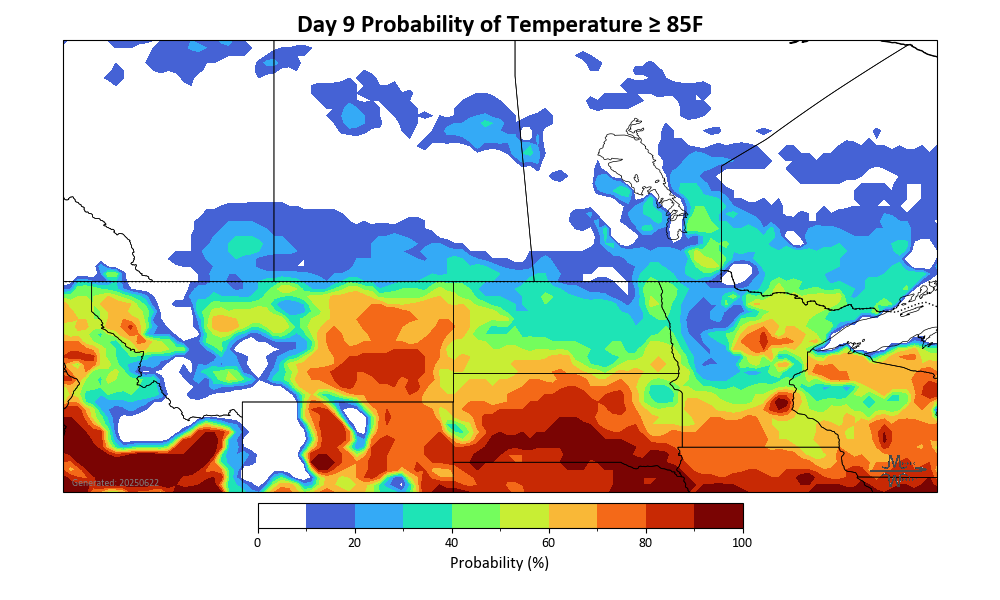 Day 9 Probability of Temperature ≥ 85F
Generated: 20250622
0 20 40 60 80 100
Probability (%)